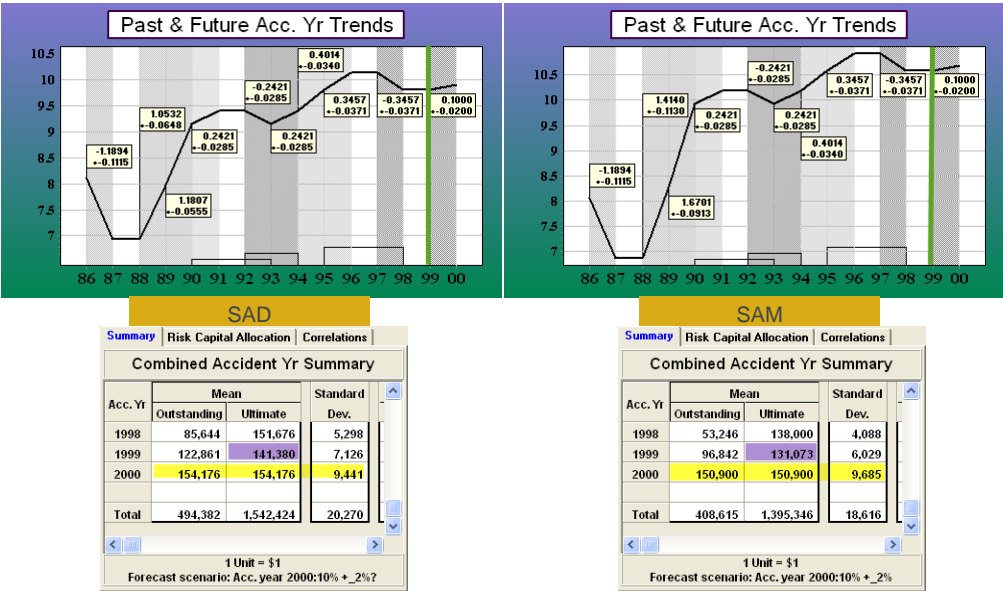 Past & Future Acc. Yr Trends
10.5
10
9.5
9
8.5
8
7.5
7
-1.1894
+-0.1115
1.0532
+-0.0648
1.1807
+-0.0555
0.2421
+-0.0285
-0.2421
+-0.0285
0.2421
+-0.0285
0.4014
+-0.0340
0.3457
+-0.0371
-0.3457
+-0.0371
0.1000
+-0.0200
86 87 88 89 90 91 92 93 94 95 96 97 98 99 00
Past & Future Acc. Yr Trends
10.5
10
9.5
9
8.5
8
7.5
7
-1.1894
+-0.1115
1.4140
+-0.1130
1.6701
+-0.0913
0.2421
+-0.0285
-0.2421
+-0.0285
0.2421
+-0.0285
0.4014
+-0.0340
0.3457
+-0.0371
-0.3457
+-0.0371
0.1000
+-0.0200
86 87 88 89 90 91 92 93 94 95 96 97 98 99 00
SAD
Summary Risk Capital Allocation Correlations
Combined Accident Yr Summary
Acc. Yr Mean Standard Dev.
Outstanding Ultimate
1998 85,644 151,676 5,298
1999 122,861 141,380 7,126
2000 154,176 154,176 9,441
Total 494,382 1,542,424 20,270
1 Unit = $1
Forecast scenario: Acc. year 2000:10% +_2%?
SAM
Summary Risk Capital Allocation Correlations
Combined Accident Yr Summary
Acc. Yr Mean Standard Dev.
Outstanding Ultimate
1998 53,246 138,000 4,088
1999 96,842 131,073 6,029
2000 150,900 150,900 9,685
Total 408,615 1,395,346 18,616
1 Unit = $1
Forecast scenario: Acc. year 2000:10% +_2%